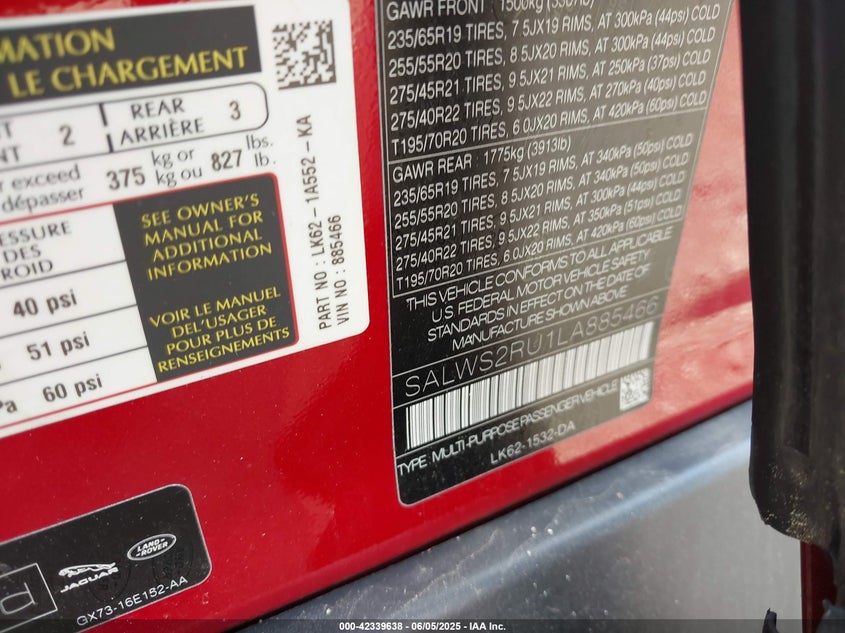 MATION
LE CHARGEMENT
2
REAR
ARRIÈRE 3
exceed
dépasser 375 kg or
kg ou 827 lbs.
lb.
DES
40 psi
51 psi
60 psi
SEE OWNER'S
MANUAL FOR
ADDITIONAL
INFORMATION
VOIR LE MANUEL
DEL'USAGER
POUR PLUS DE
RENSEIGNEMENTS
PART NO : LK62 - 1A552 - KA
VIN NO : 885466
GAWR FRONT : 1500kg
235/65R19 TIRES, 7.5JX19 RIMS, AT 300kPa (44psi) COLD
255/55R20 TIRES, 8 5JX20 RIMS, AT 300kPa (44psi) COLD
275/45R21 TIRES, 9 5JX21 RIMS, AT 250kPa (37psi) COLD
275/40R22 TIRES, 9 5JX22 RIMS, AT 270kPa (40psi) COLD
T195/70R20 TIRES, 6 0JX20 RIMS, AT 420kPa (60psi) COLD
GAWR REAR : 1775kg (3913lb)
235/65R19 TIRES, 7 5JX19 RIMS, AT 340kPa (50psi) COLD
255/55R20 TIRES, 8 5JX20 RIMS, AT 340kPa (50psi) COLD
275/45R21 TIRES, 9 5JX21 RIMS, AT 300kPa (44psi) COLD
275/40R22 TIRES, 9 5JX22 RIMS, AT 350kPa (51psi) COLD
T195/70R20 TIRES, 6 0JX20 RIMS, AT 420kPa (60psi) COLD
THIS VEHICLE CONFORMS TO ALL APPLICABLE
U.S. FEDERAL MOTOR VEHICLE SAFETY
STANDARDS IN EFFECT ON THE DATE OF
MANUFACTURE SHOWN ABOVE.
SALWS2RU1LA885466
TYPE MULTI-PURPOSE PASSENGER VEHICLE
LK62-1532-DA
JAGUAR
LAND-
ROVER
GX73-16E152-AA
000-42339638 - 06/05/2025 - IAA Inc.